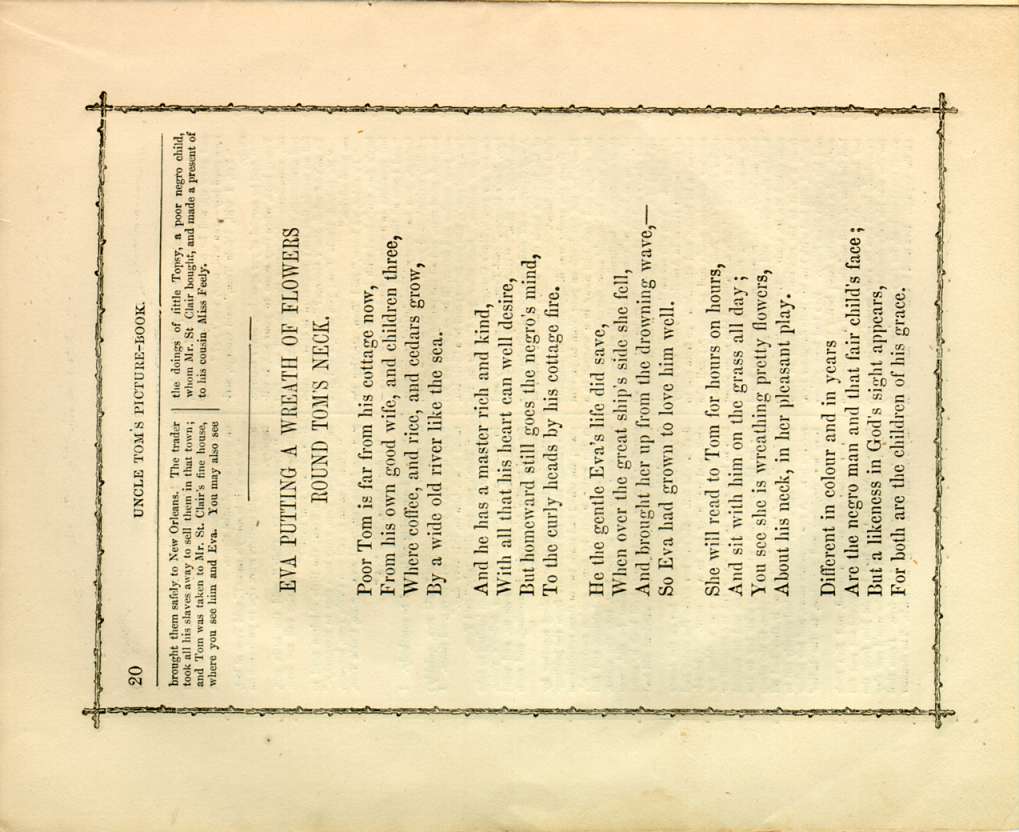 20
UNCLE TOM'S PICTURE-BOOK.
brought them safely to New Orleans. The trader
took all his slaves away to sell them in that town;
and Tom was taken to Mr. St. Clair's fine house,
where you see him and Eva. You may also see
the doings of little Topsy, a poor negro child,
whom Mr. St Clair bought, and made a present of
to his cousin Miss Feely.
EVA PUTTING A WREATH OF FLOWERS
ROUND TOM'S NECK.
Poor Tom is far from his cottage now,
From his own good wife, and children three,
Where coffee, and rice, and cedars grow,
By a wide old river like the sea.
And he has a master rich and kind,
With all that his heart can well desire,
But homeward still goes the negro's mind,
To the curly heads by his cottage fire.
He the gentle Eva's life did save,
When over the great ship's side she fell,
And brought her up from the drowning wave,—
So Eva had grown to love him well.
She will read to Tom for hours on hours,
And sit with him on the grass all day;
You see she is wreathing pretty flowers,
About his neck, in her pleasant play.
Different in colour and in years
Are the negro man and that fair child's face;
But a likeness in God's sight appears,
For both are the children of his grace.